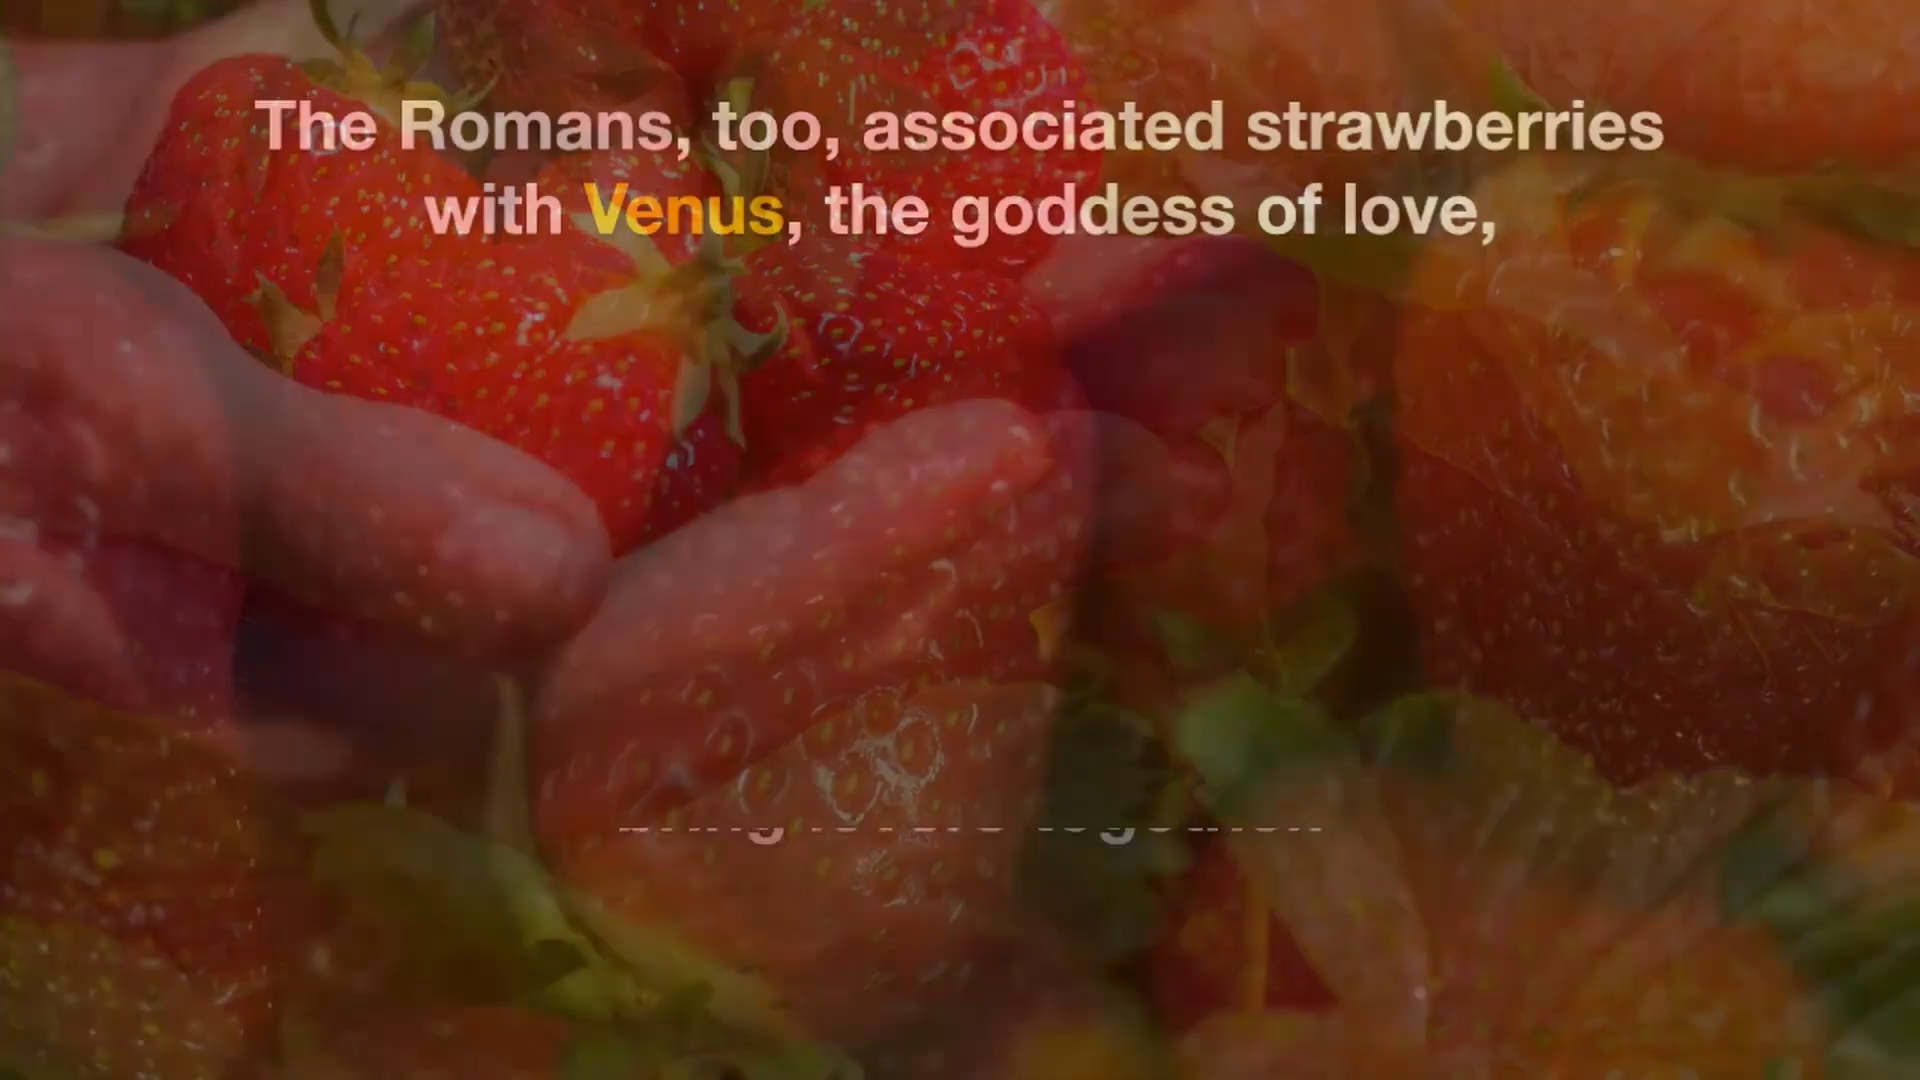 The Romans, too, associated strawberries
with Venus, the goddess of love,